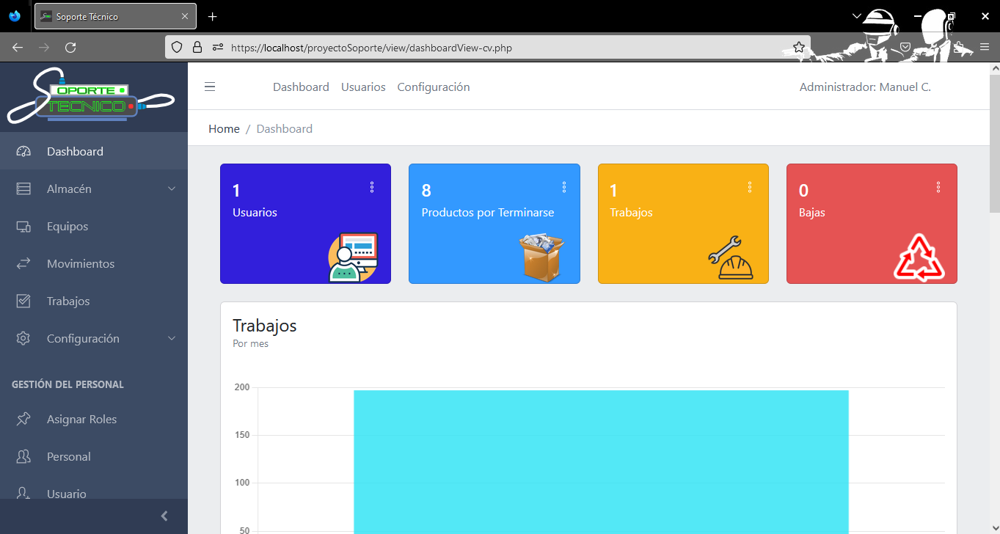 Soporte Técnico
https://localhost/proyectoSoporte/view/dashboardView-cv.php
OPORTE
TECNICO
Dashboard Usuarios Configuración
Administrador: Manuel C.
Home / Dashboard
Dashboard
Almacén
Equipos
Movimientos
Trabajos
Configuración
GESTIÓN DEL PERSONAL
Asignar Roles
Personal
Usuario
1
Usuarios
8
Productos por Terminarse
1
Trabajos
0
Bajas
Trabajos
Por mes
200
150
100
50